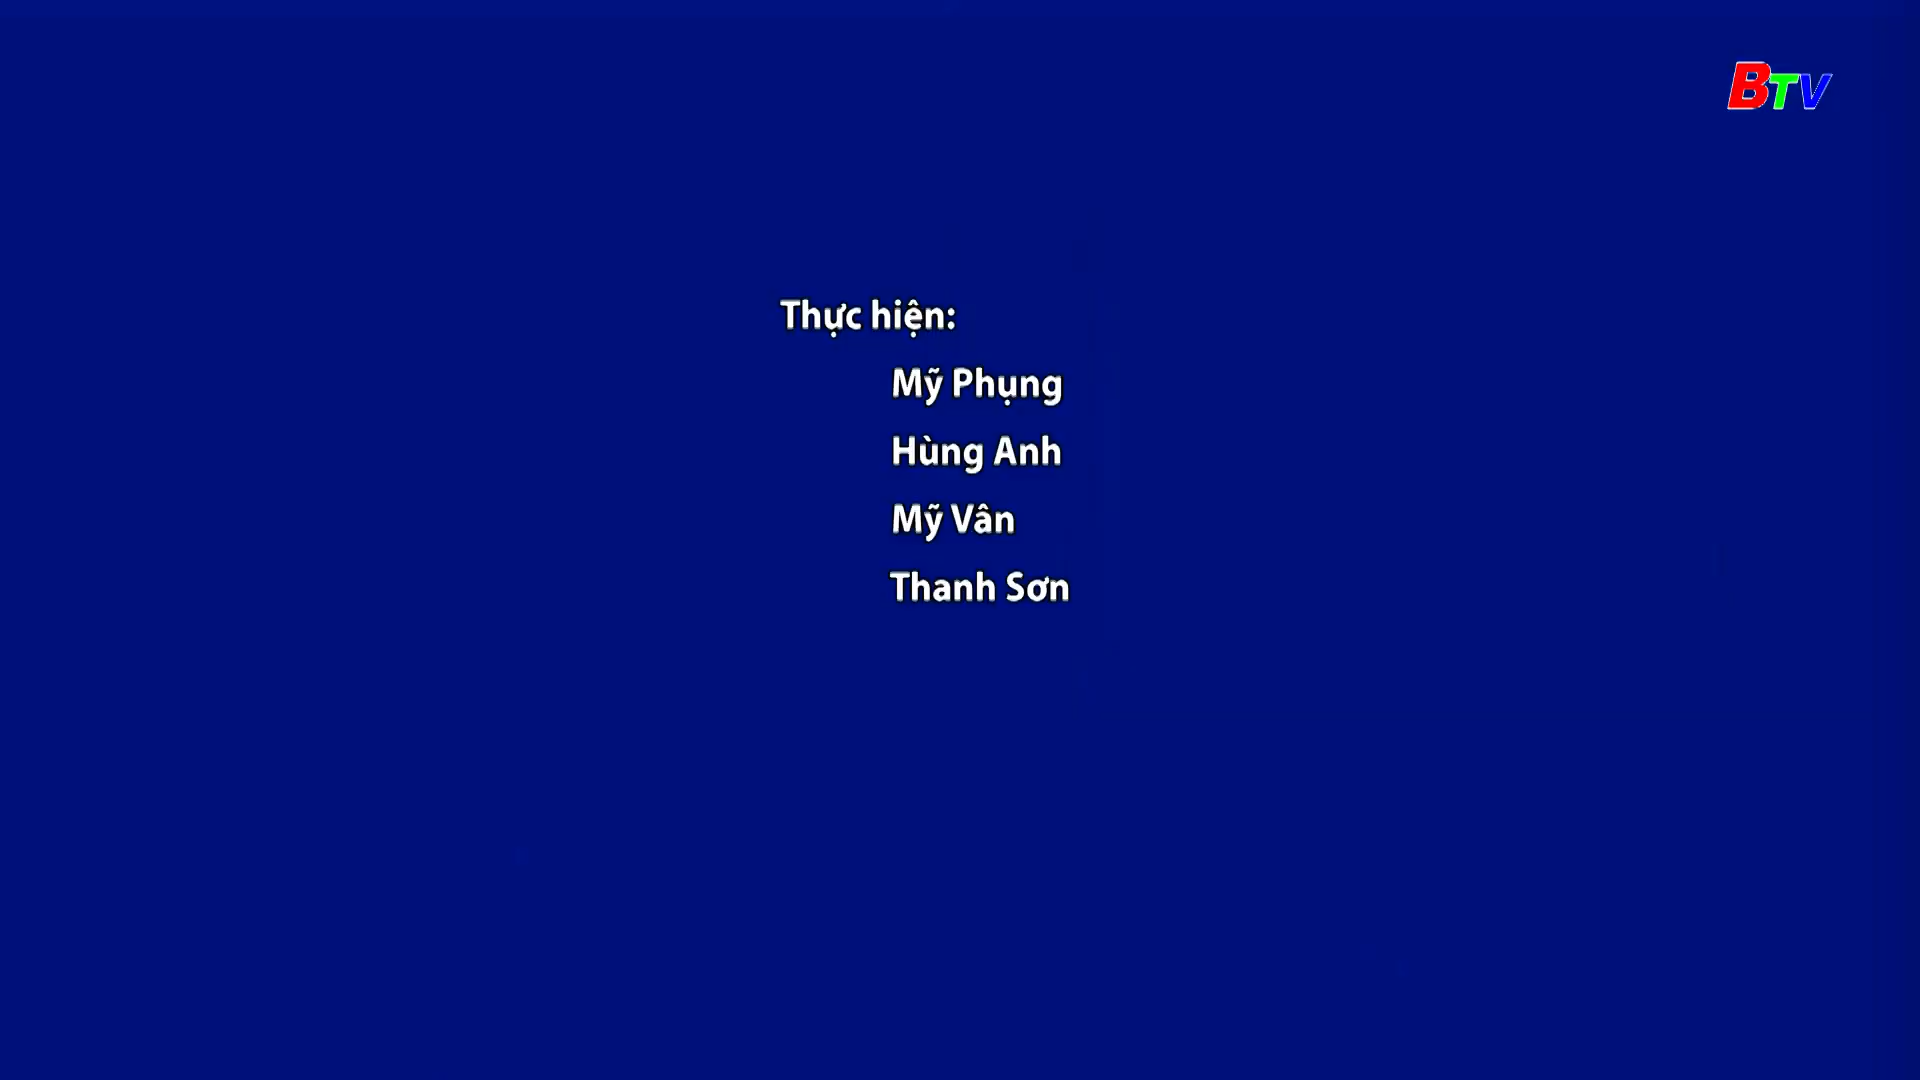 BTV
Thực hiện:
Mỹ Phụng
Hùng Anh
Mỹ Vân
Thanh Sơn